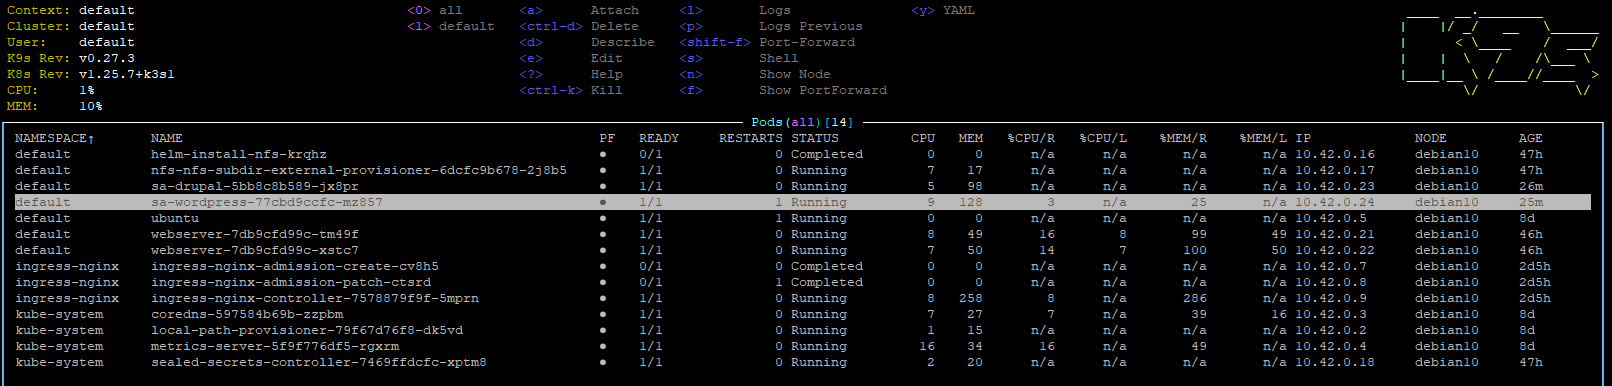 Context: default <0> all <a> Attach <l> Logs <y> YAML
Cluster: default <1> default <ctrl-d> Delete <p> Logs Previous
User: default <d> Describe <shift-f> Port-Forward
K9s Rev: v0.27.3 <e> Edit <s> Shell
K8s Rev: v1.25.7+k3s1 <?> Help <n> Show Node
CPU: 1% <ctrl-k> Kill <f> Show PortForward
MEM: 10%
Pods(all)[14]
NAMESPACE↑ NAME PF READY RESTARTS STATUS CPU MEM %CPU/R %CPU/L %MEM/R %MEM/L IP NODE AGE
default helm-install-nfs-krqhz ● 0/1 0 Completed 0 0 n/a n/a n/a n/a 10.42.0.16 debian10 47h
default nfs-nfs-subdir-external-provisioner-6dcfc9b678-2j8b5 ● 1/1 0 Running 7 17 n/a n/a n/a n/a 10.42.0.17 debian10 47h
default sa-drupal-5bb8c8b589-jx8pr ● 1/1 0 Running 5 98 n/a n/a n/a n/a 10.42.0.23 debian10 26m
default sa-wordpress-77cbd9ccfc-mz857 ● 1/1 1 Running 9 128 3 n/a 25 n/a 10.42.0.24 debian10 25m
default ubuntu ● 1/1 1 Running 0 0 n/a n/a n/a n/a 10.42.0.5 debian10 8d
default webserver-7db9cfd99c-tm49f ● 1/1 0 Running 8 49 16 8 99 49 10.42.0.21 debian10 46h
default webserver-7db9cfd99c-xstc7 ● 1/1 0 Running 7 50 14 7 100 50 10.42.0.22 debian10 46h
ingress-nginx ingress-nginx-admission-create-cv8h5 ● 0/1 0 Completed 0 0 n/a n/a n/a n/a 10.42.0.7 debian10 2d5h
ingress-nginx ingress-nginx-admission-patch-ctsrd ● 0/1 1 Completed 0 0 n/a n/a n/a n/a 10.42.0.8 debian10 2d5h
ingress-nginx ingress-nginx-controller-7578879f9f-5mprn ● 1/1 0 Running 8 258 8 n/a 286 n/a 10.42.0.9 debian10 2d5h
kube-system coredns-597584b69b-zzpbm ● 1/1 0 Running 7 27 7 n/a 39 16 10.42.0.3 debian10 8d
kube-system local-path-provisioner-79f67d76f8-dk5vd ● 1/1 0 Running 1 15 n/a n/a n/a n/a 10.42.0.2 debian10 8d
kube-system metrics-server-5f9f776df5-rgxrm ● 1/1 0 Running 16 34 16 n/a 49 n/a 10.42.0.4 debian10 8d
kube-system sealed-secrets-controller-7469ffdcfc-xptm8 ● 1/1 0 Running 2 20 n/a n/a n/a n/a 10.42.0.18 debian10 47h